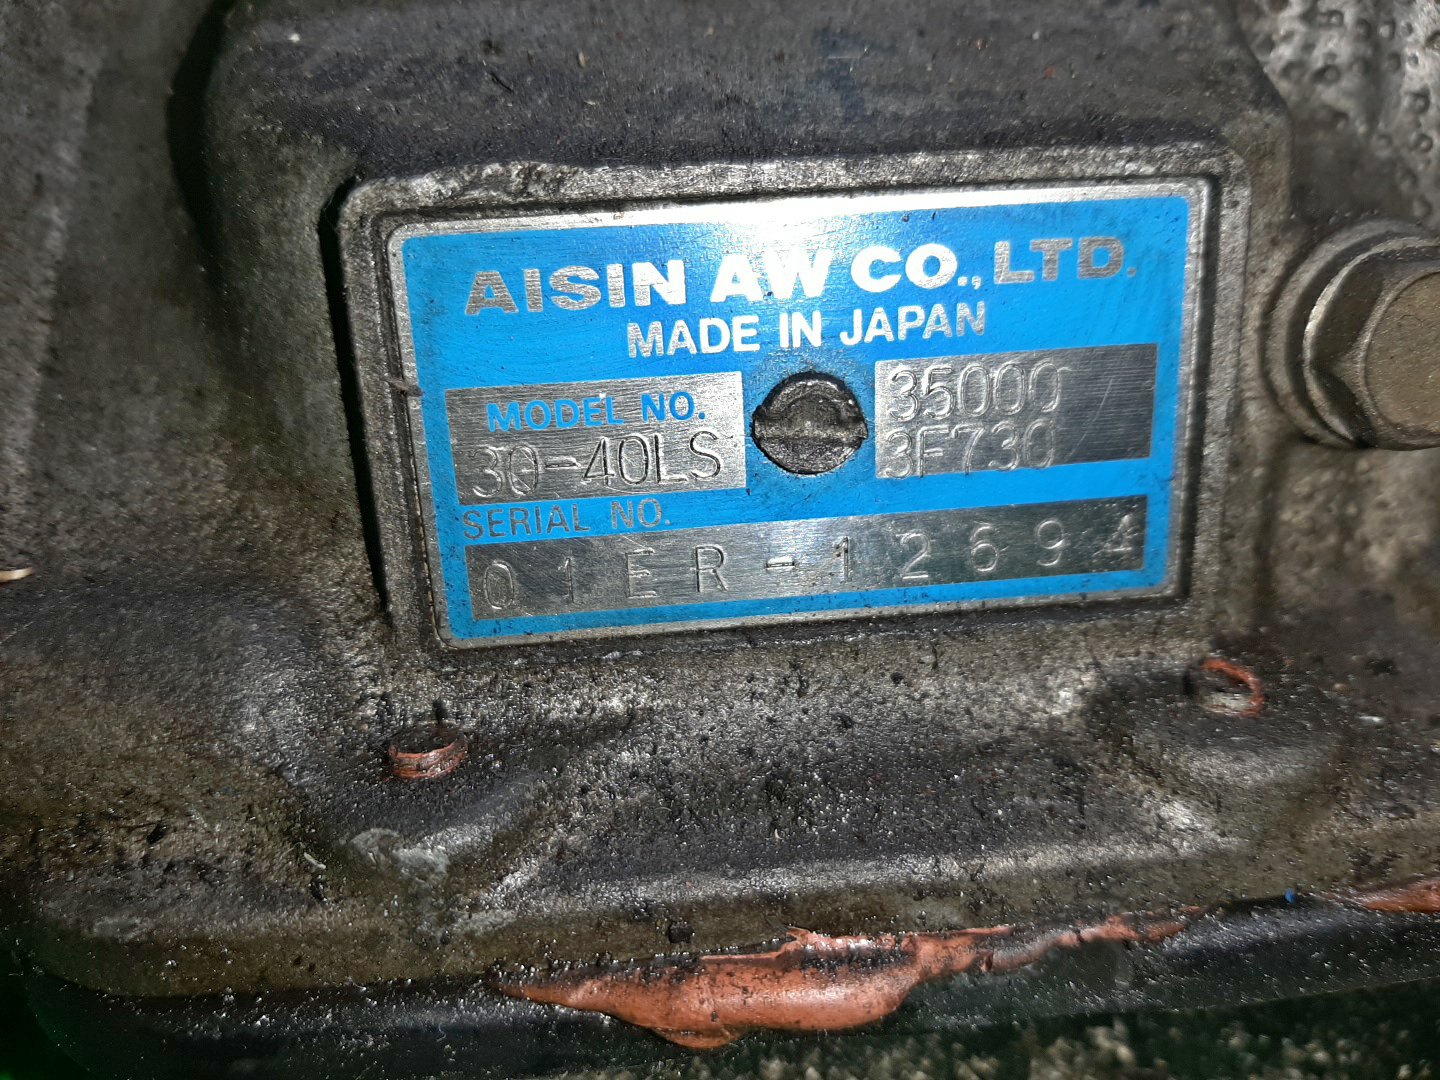 AISIN AW CO., LTD.
MADE IN JAPAN
MODEL NO.
30-40LS
35000
3F730
SERIAL NO.
01ER-12694